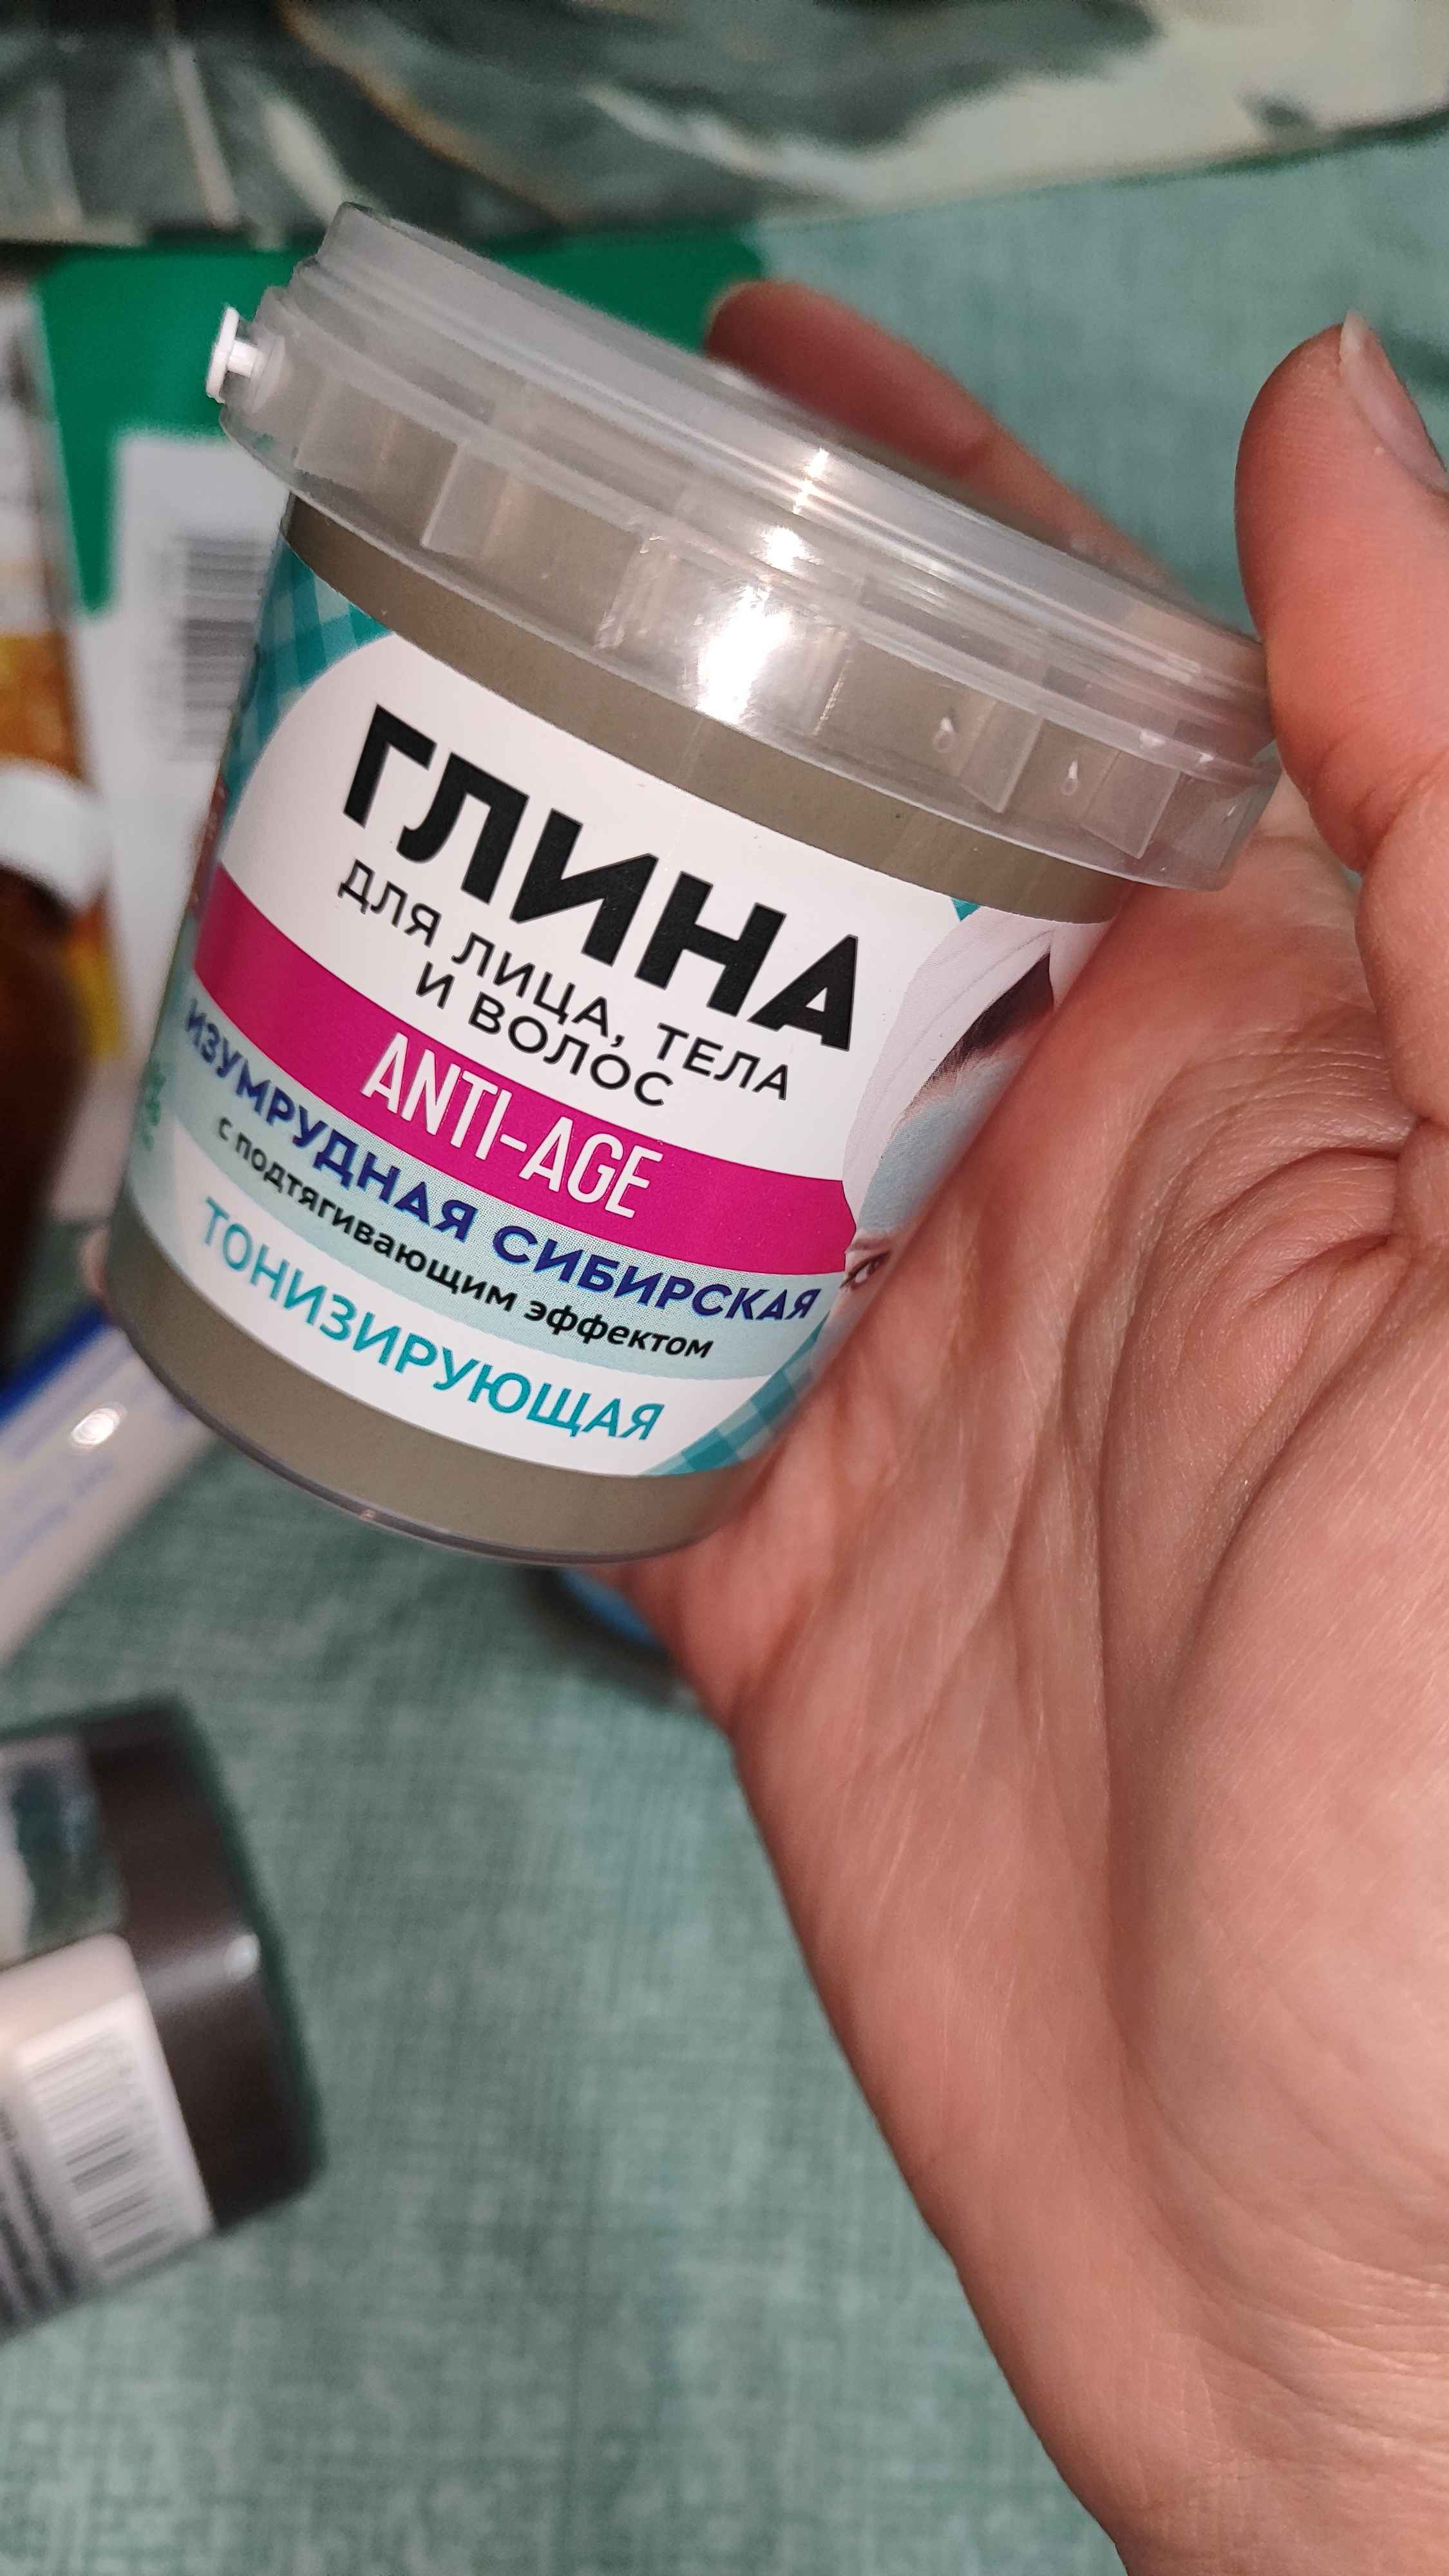 ГЛИНА
ДЛЯ ЛИЦА, ТЕЛА
И ВОЛОС
ANTI-AGE
ИЗУМРУДНАЯ СИБИРСКАЯ
с подтягивающим эффектом
ТОНИЗИРУЮЩАЯ